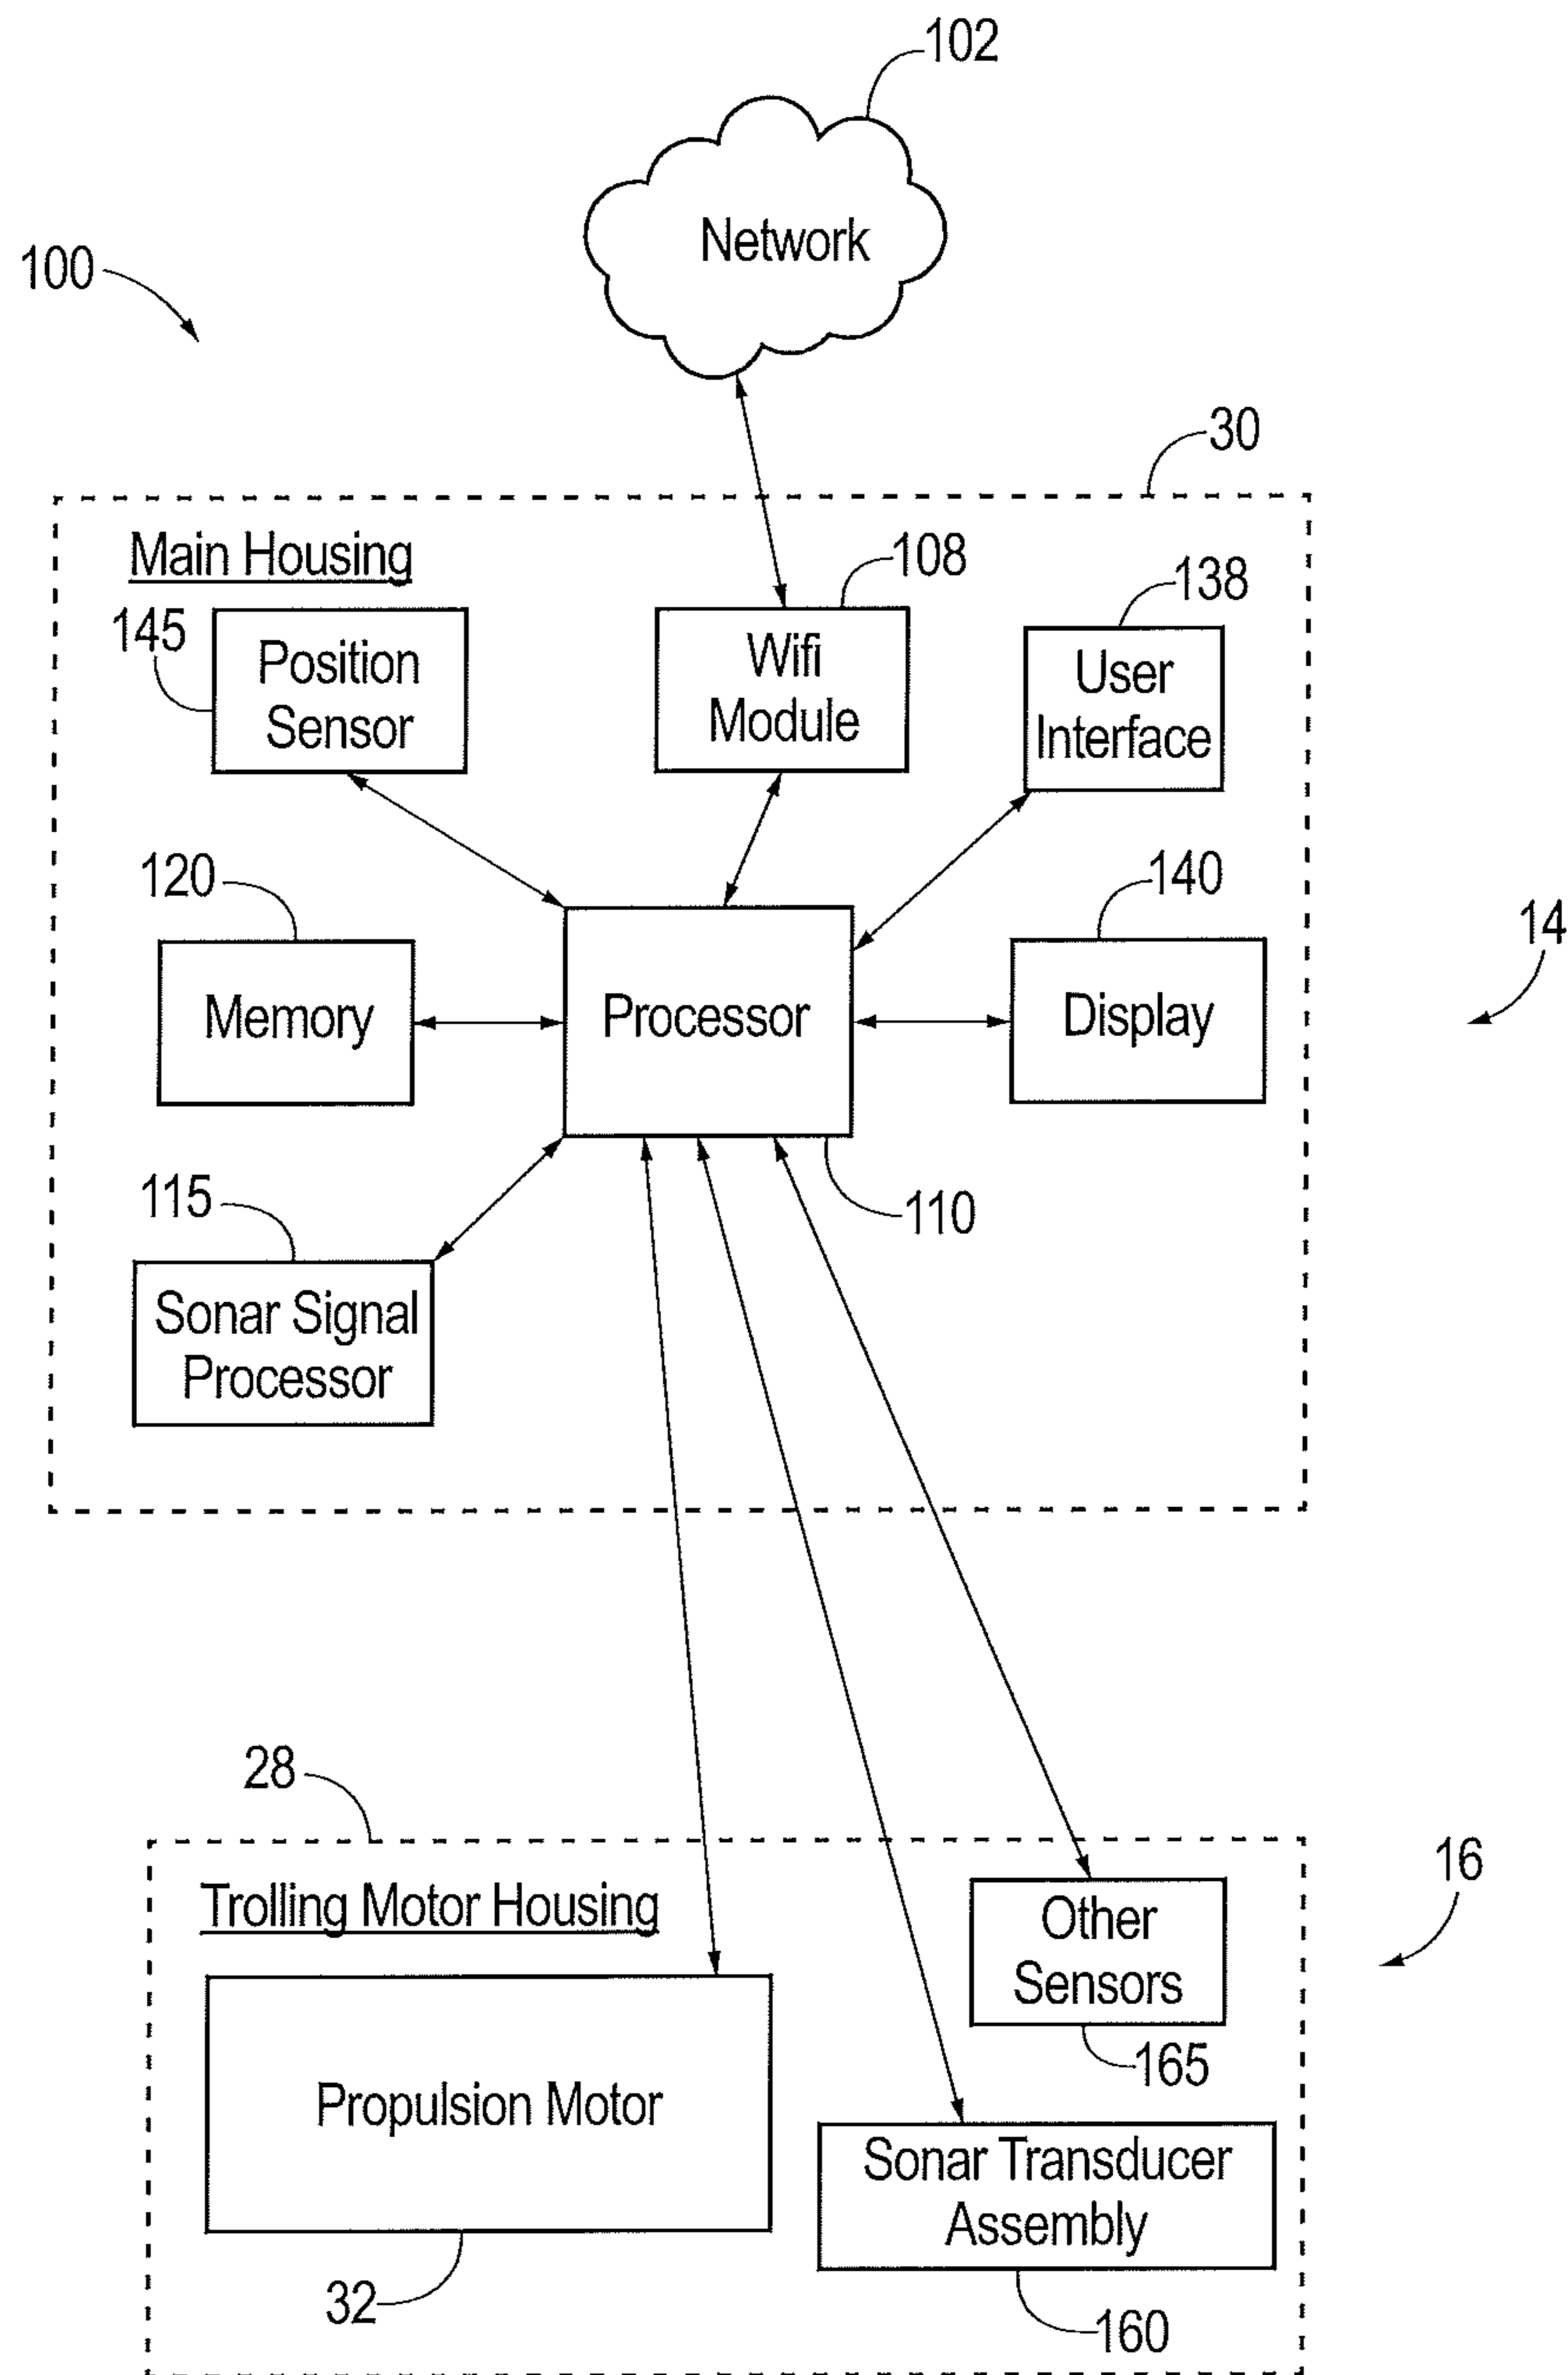 102
Network
100
30
Main Housing
108
138
145
Position
Sensor
Wifi
Module
User
Interface
120
140
14
Memory
Processor
Display
115
110
Sonar Signal
Processor
28
16
Trolling Motor Housing
Other
Sensors
165
Propulsion Motor
Sonar Transducer
Assembly
32
160